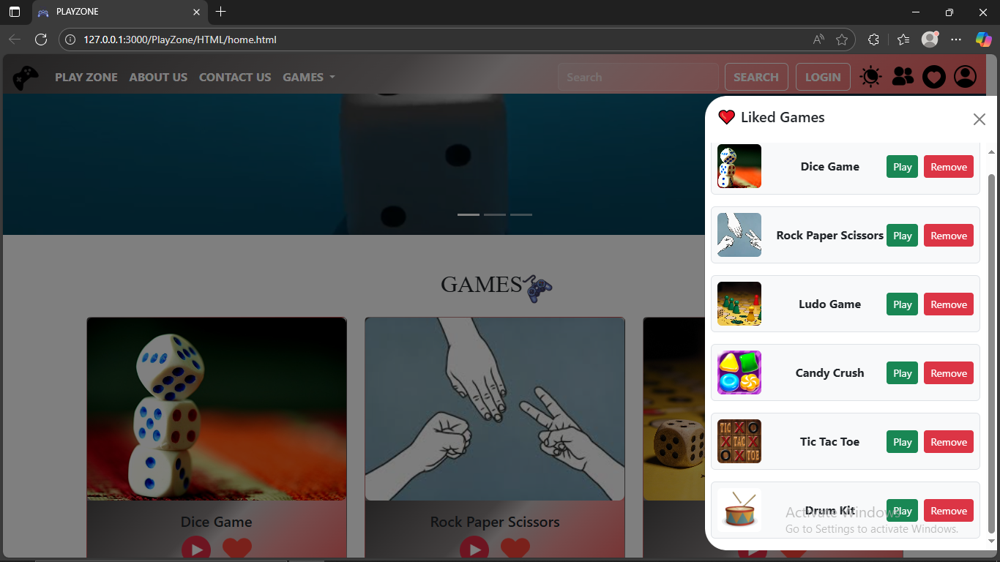 PLAYZONE
127.0.0.1:3000/PlayZone/HTML/home.html
PLAY ZONE ABOUT US CONTACT US GAMES Search SEARCH LOGIN
Liked Games
Dice Game Play Remove
Rock Paper Scissors Play Remove
Ludo Game Play Remove
Candy Crush Play Remove
TIC TAC TOE Tic Tac Toe Play Remove
Drum Kit Play Remove
GAMES
Dice Game Rock Paper Scissors
Activate Windows
Go to Settings to activate Windows.